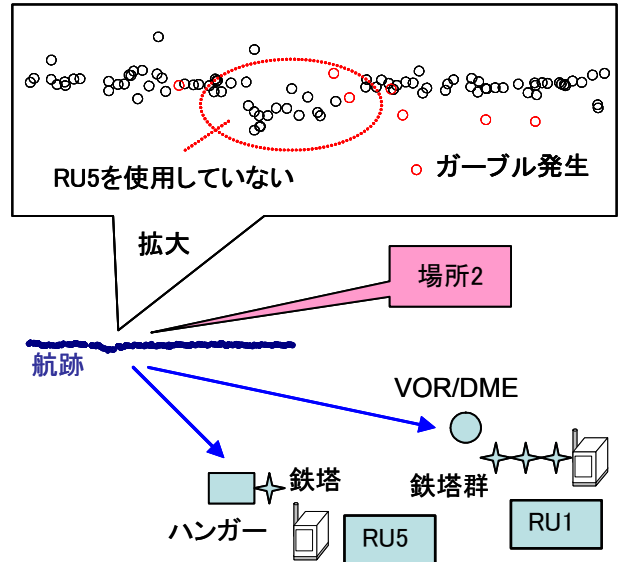 RU5を使用していない
ガーブル発生
拡大
場所2
航跡
VOR/DME
鉄塔
鉄塔群
ハンガー
RU5
RU1